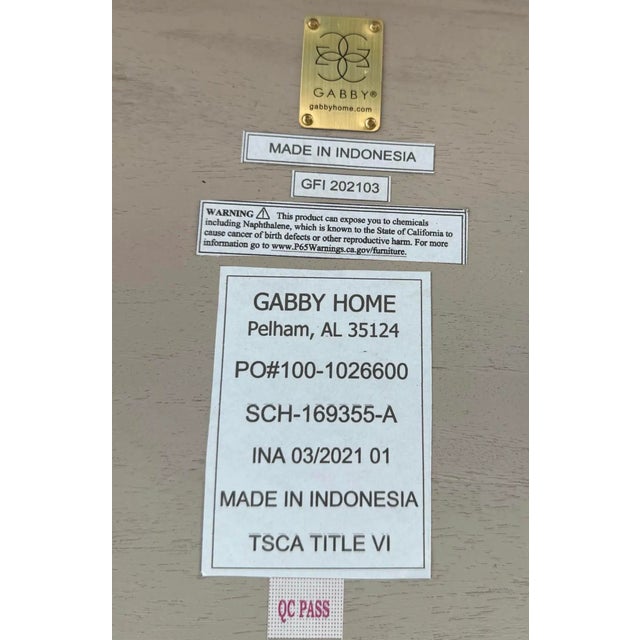 GABBY®
gabbyhome.com
MADE IN INDONESIA
GFI 202103
WARNING ⚠ This product can expose you to chemicals
including Naphthalene, which is known to the State of California to
cause cancer of birth defects or other reproductive harm. For more
information go to www.P65Warnings.ca.gov/furniture.
GABBY HOME
Pelham, AL 35124
PO#100-1026600
SCH-169355-A
INA 03/2021 01
MADE IN INDONESIA
TSCA TITLE VI
QC PASS